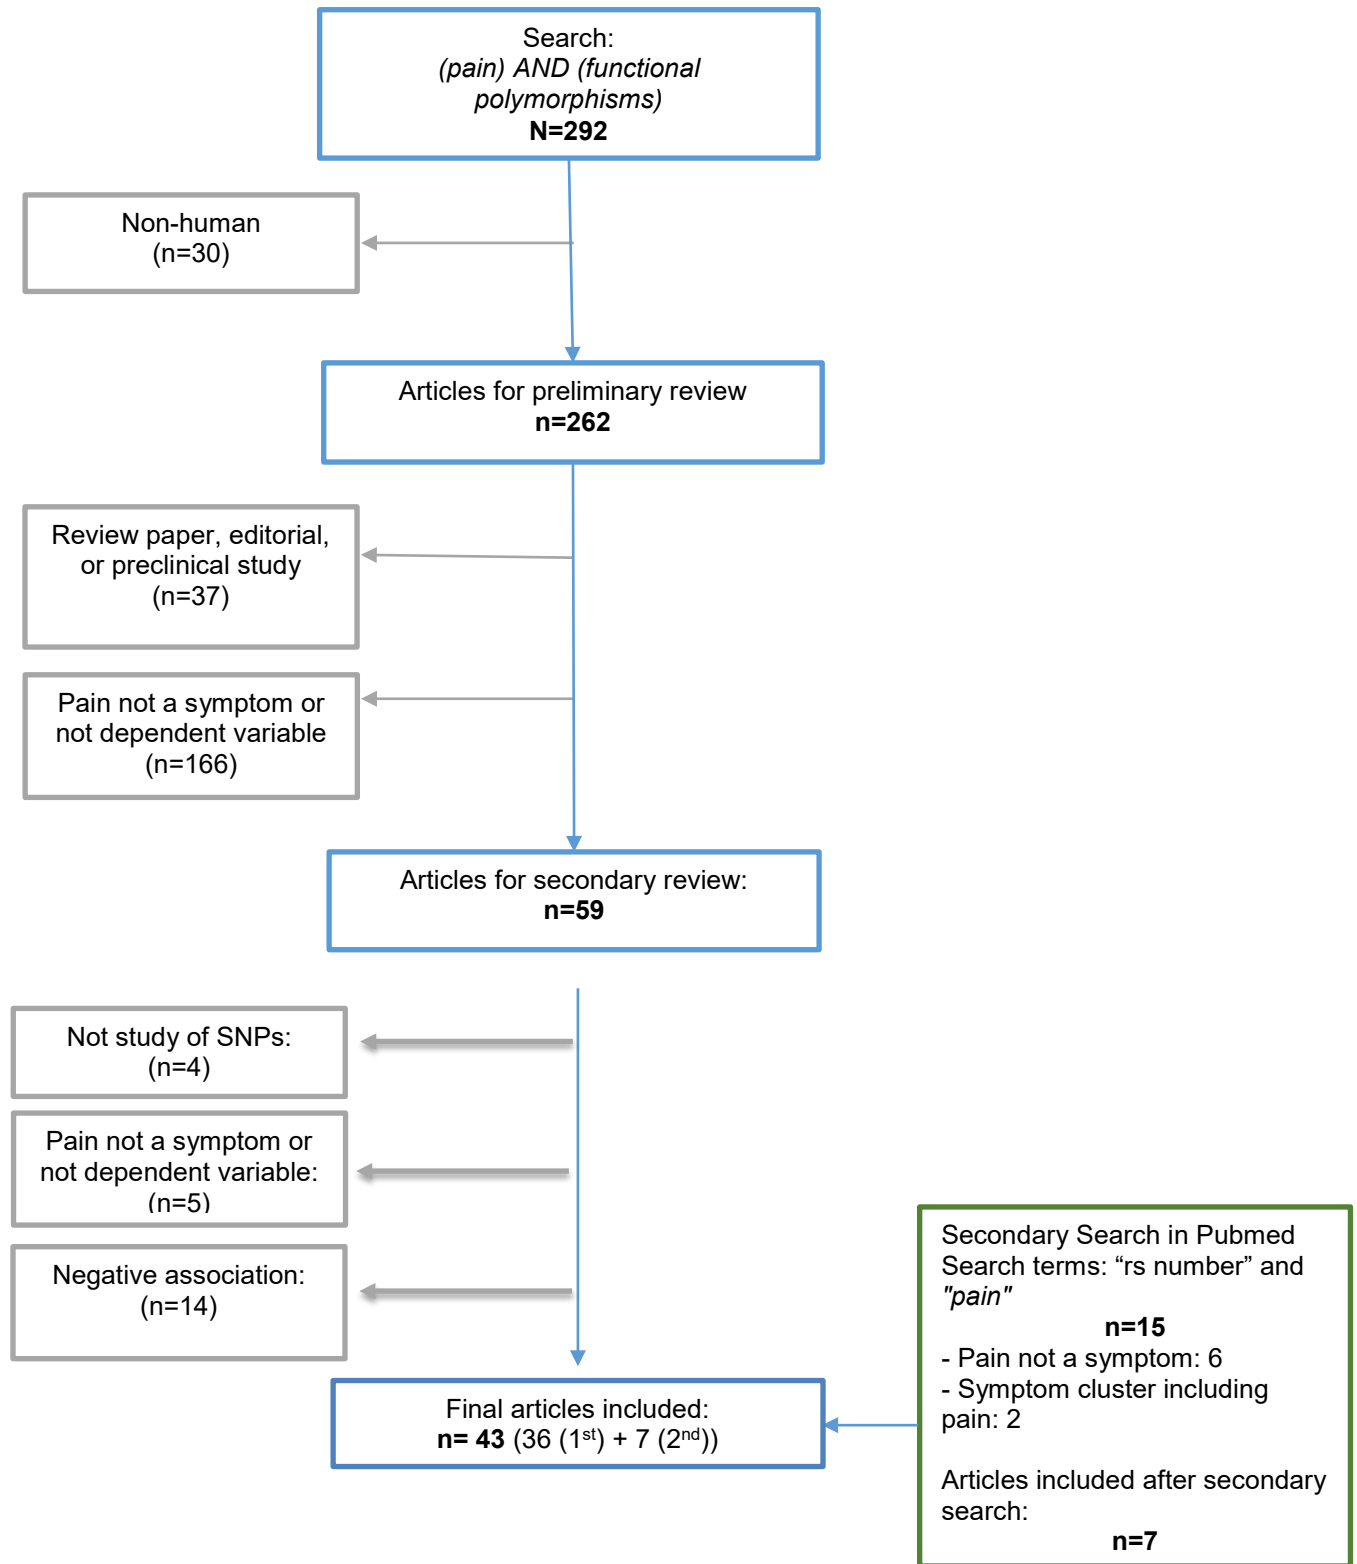 Search:
(pain) AND (functional
polymorphisms)
N=292
Non-human
(n=30)
Articles for preliminary review
n=262
Review paper, editorial,
or preclinical study
(n=37)
Pain not a symptom or
not dependent variable
(n=166)
Articles for secondary review:
n=59
Not study of SNPs:
(n=4)
Pain not a symptom or
not dependent variable:
(n=5)
Negative association:
(n=14)
Secondary Search in Pubmed
Search terms: “rs number” and
"pain"
n=15
- Pain not a symptom: 6
- Symptom cluster including
pain: 2
Articles included after secondary
search:
n=7
Final articles included:
n= 43 (36 (1st) + 7 (2nd))